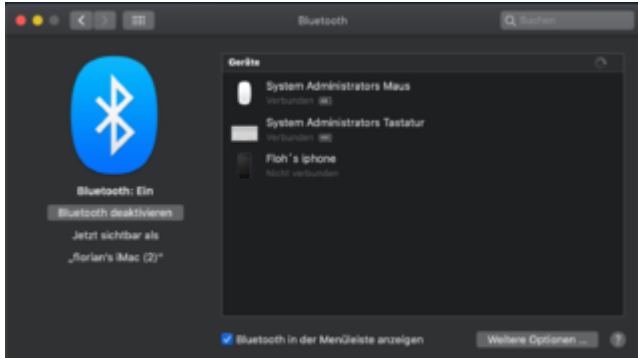 Bluetooth
Suchen
Geräte
System Administrators Maus
Verbunden
System Administrators Tastatur
Verbunden
Floh´s iphone
Nicht verbunden
Bluetooth: Ein
Bluetooth deaktivieren
Jetzt sichtbar als
„florian's iMac (2)“
Bluetooth in der Menüleiste anzeigen
Weitere Optionen ...
?